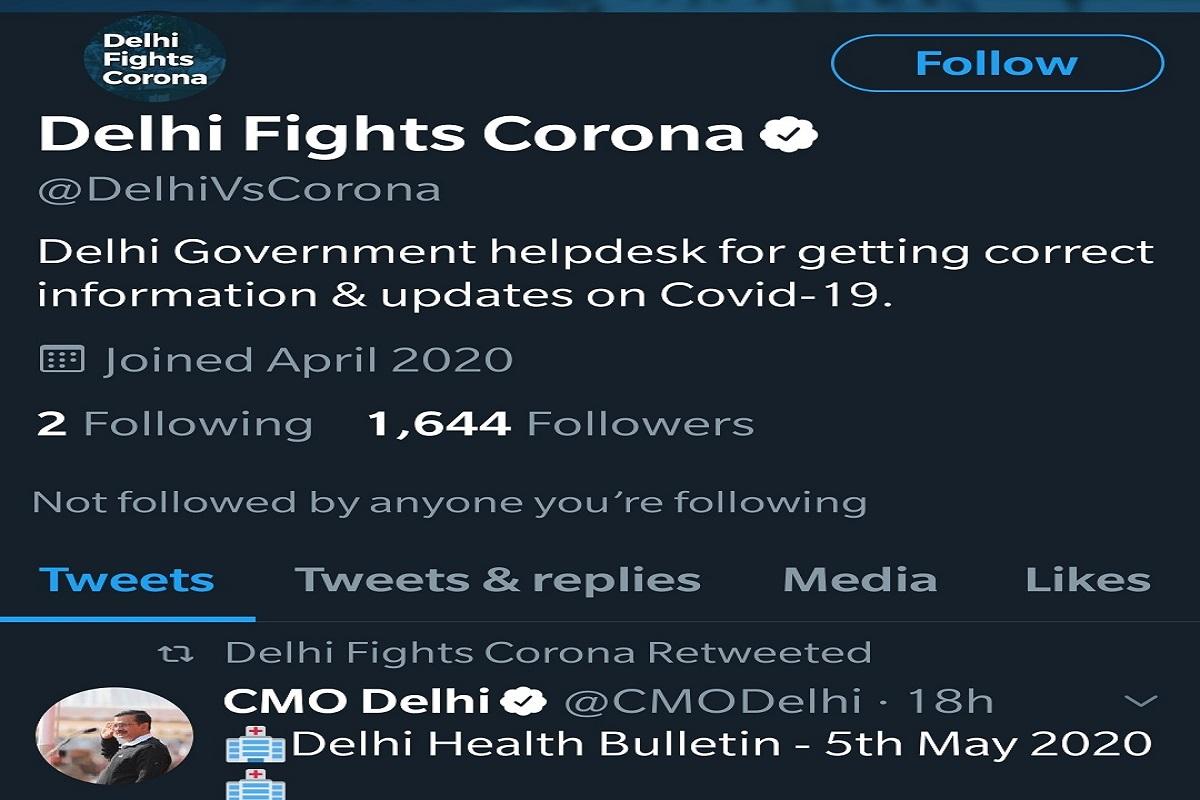 Delhi
Fights
Corona
Follow
Delhi Fights Corona
@DelhiVsCorona
Delhi Government helpdesk for getting correct
information & updates on Covid-19.
Joined April 2020
2 Following 1,644 Followers
Not followed by anyone you're following
Tweets Tweets & replies Media Likes
Delhi Fights Corona Retweeted
CMO Delhi @CMODelhi · 18h
🏥Delhi Health Bulletin - 5th May 2020
🏥